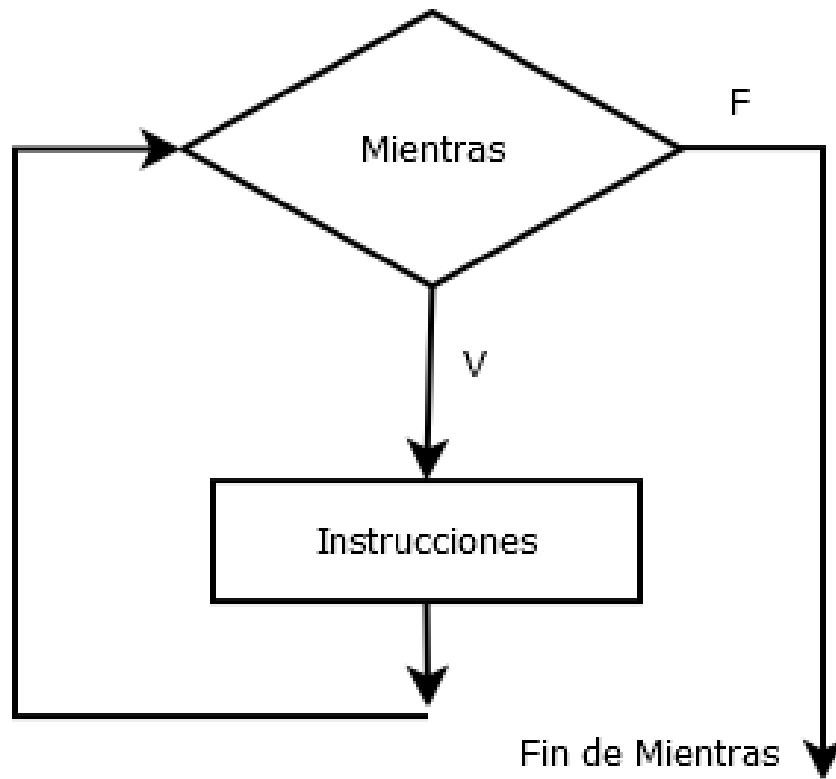 F
Mientras
V
Instrucciones
Fin de Mientras